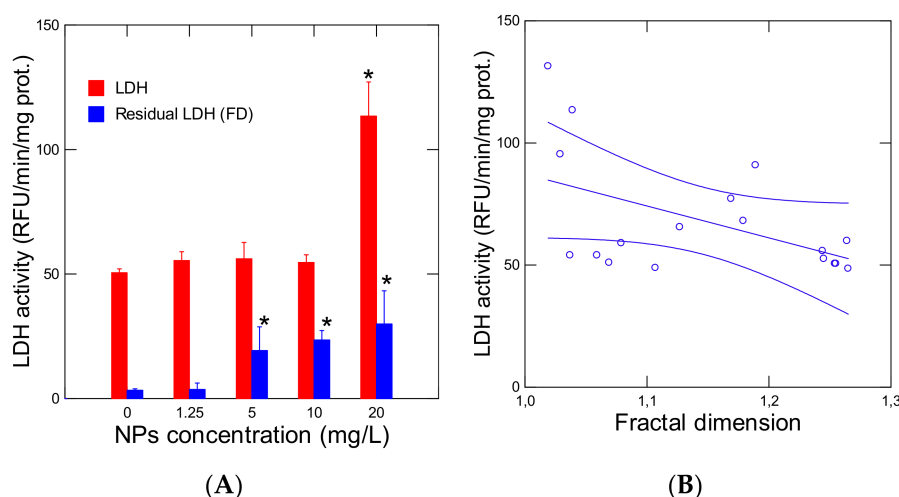 150
100
50
0
LDH activity (RFU/min/mg prot.)
LDH
Residual LDH (FD)
*
*
*
*
0 1.25 5 10 20
NPs concentration (mg/L)
(A)
150
100
50
0
LDH activity (RFU/min/mg prot.)
1,0 1,1 1,2 1,3
Fractal dimension
(B)